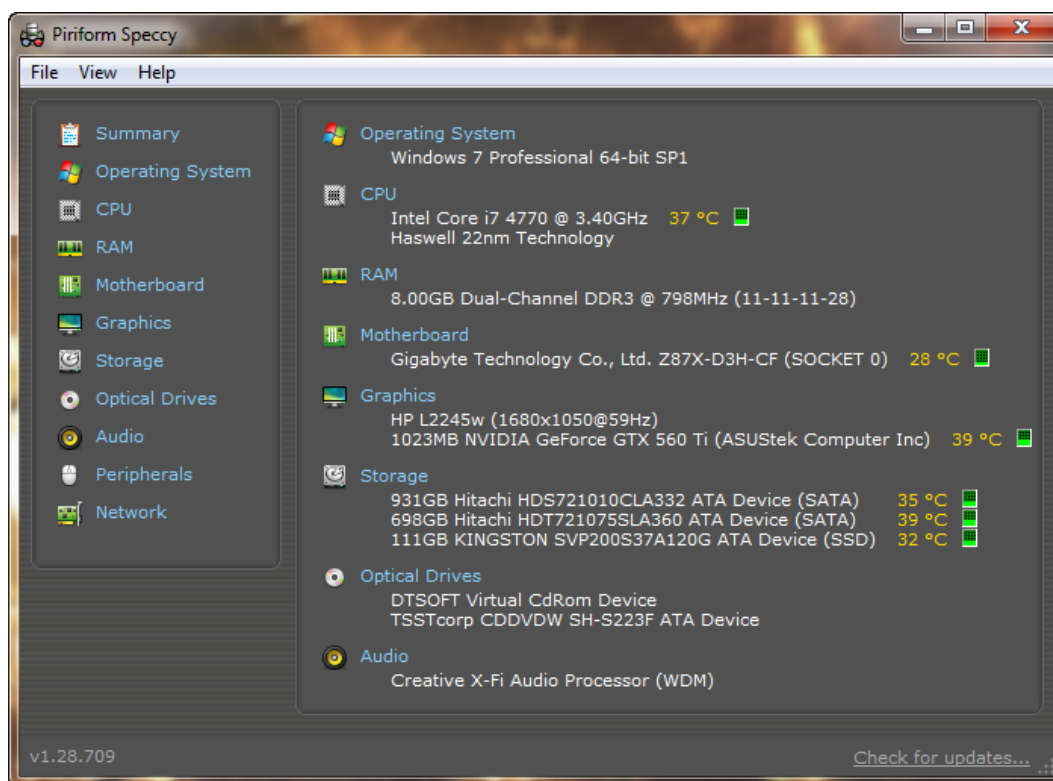 Piriform Speccy
File View Help
Summary
Operating System
CPU
RAM
Motherboard
Graphics
Storage
Optical Drives
Audio
Peripherals
Network
Operating System
Windows 7 Professional 64-bit SP1
CPU
Intel Core i7 4770 @ 3.40GHz 37 °C
Haswell 22nm Technology
RAM
8.00GB Dual-Channel DDR3 @ 798MHz (11-11-11-28)
Motherboard
Gigabyte Technology Co., Ltd. Z87X-D3H-CF (SOCKET 0) 28 °C
Graphics
HP L2245w (1680x1050@59Hz)
1023MB NVIDIA GeForce GTX 560 Ti (ASUStek Computer Inc) 39 °C
Storage
931GB Hitachi HDS721010CLA332 ATA Device (SATA) 35 °C
698GB Hitachi HDT721075SLA360 ATA Device (SATA) 39 °C
111GB KINGSTON SVP200S37A120G ATA Device (SSD) 32 °C
Optical Drives
DTSOFT Virtual CdRom Device
TSSTcorp CDDVDW SH-S223F ATA Device
Audio
Creative X-Fi Audio Processor (WDM)
v1.28.709
Check for updates...